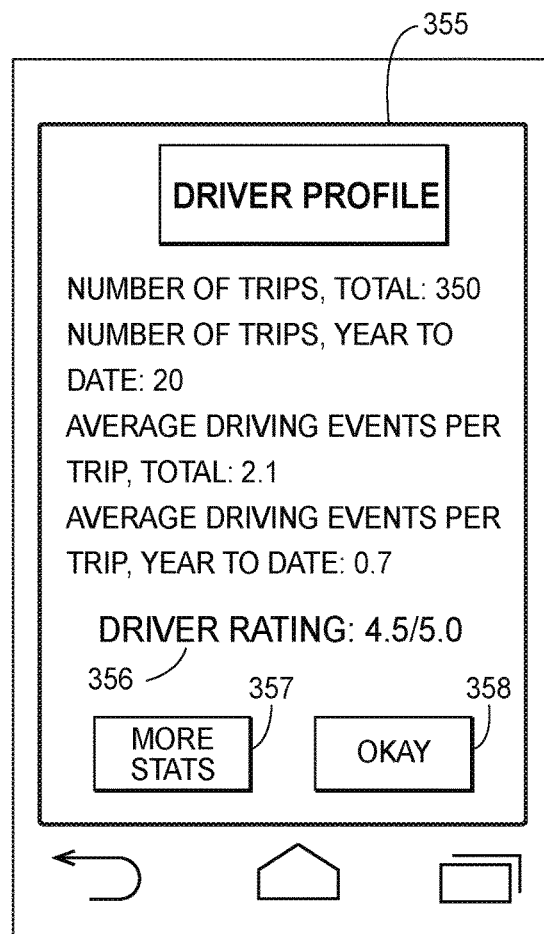 355
DRIVER PROFILE
NUMBER OF TRIPS, TOTAL: 350
NUMBER OF TRIPS, YEAR TO
DATE: 20
AVERAGE DRIVING EVENTS PER
TRIP, TOTAL: 2.1
AVERAGE DRIVING EVENTS PER
TRIP, YEAR TO DATE: 0.7
DRIVER RATING: 4.5/5.0
356
357
358
MORE
STATS
OKAY